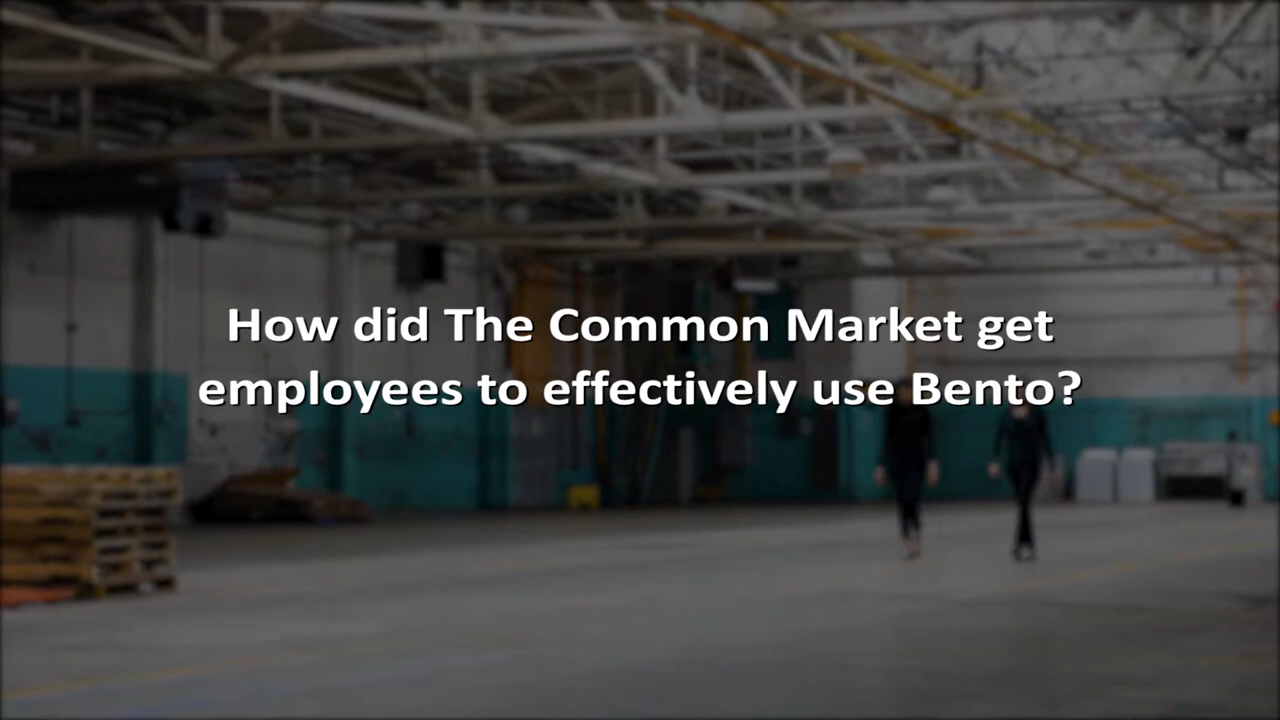 How did The Common Market get
employees to effectively use Bento?